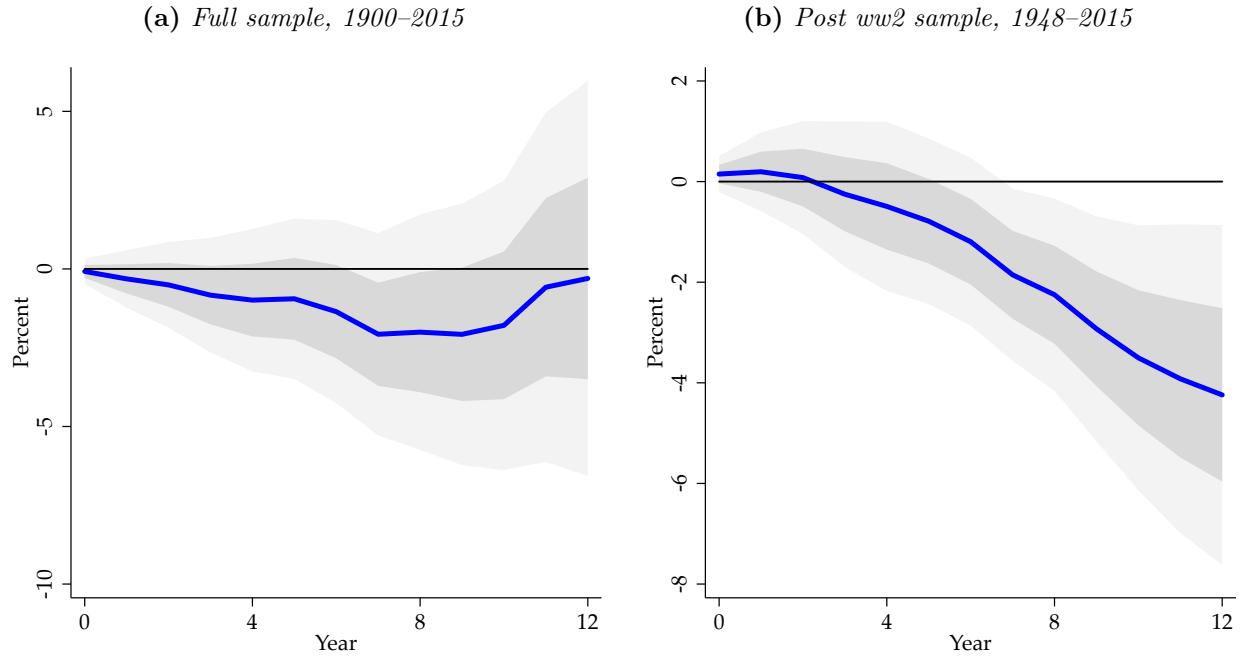 (a) Full sample, 1900–2015
5
0
-5
-10
Percent
0 4 8 12
Year
(b) Post ww2 sample, 1948–2015
2
0
-2
-4
-6
-8
Percent
0 4 8 12
Year